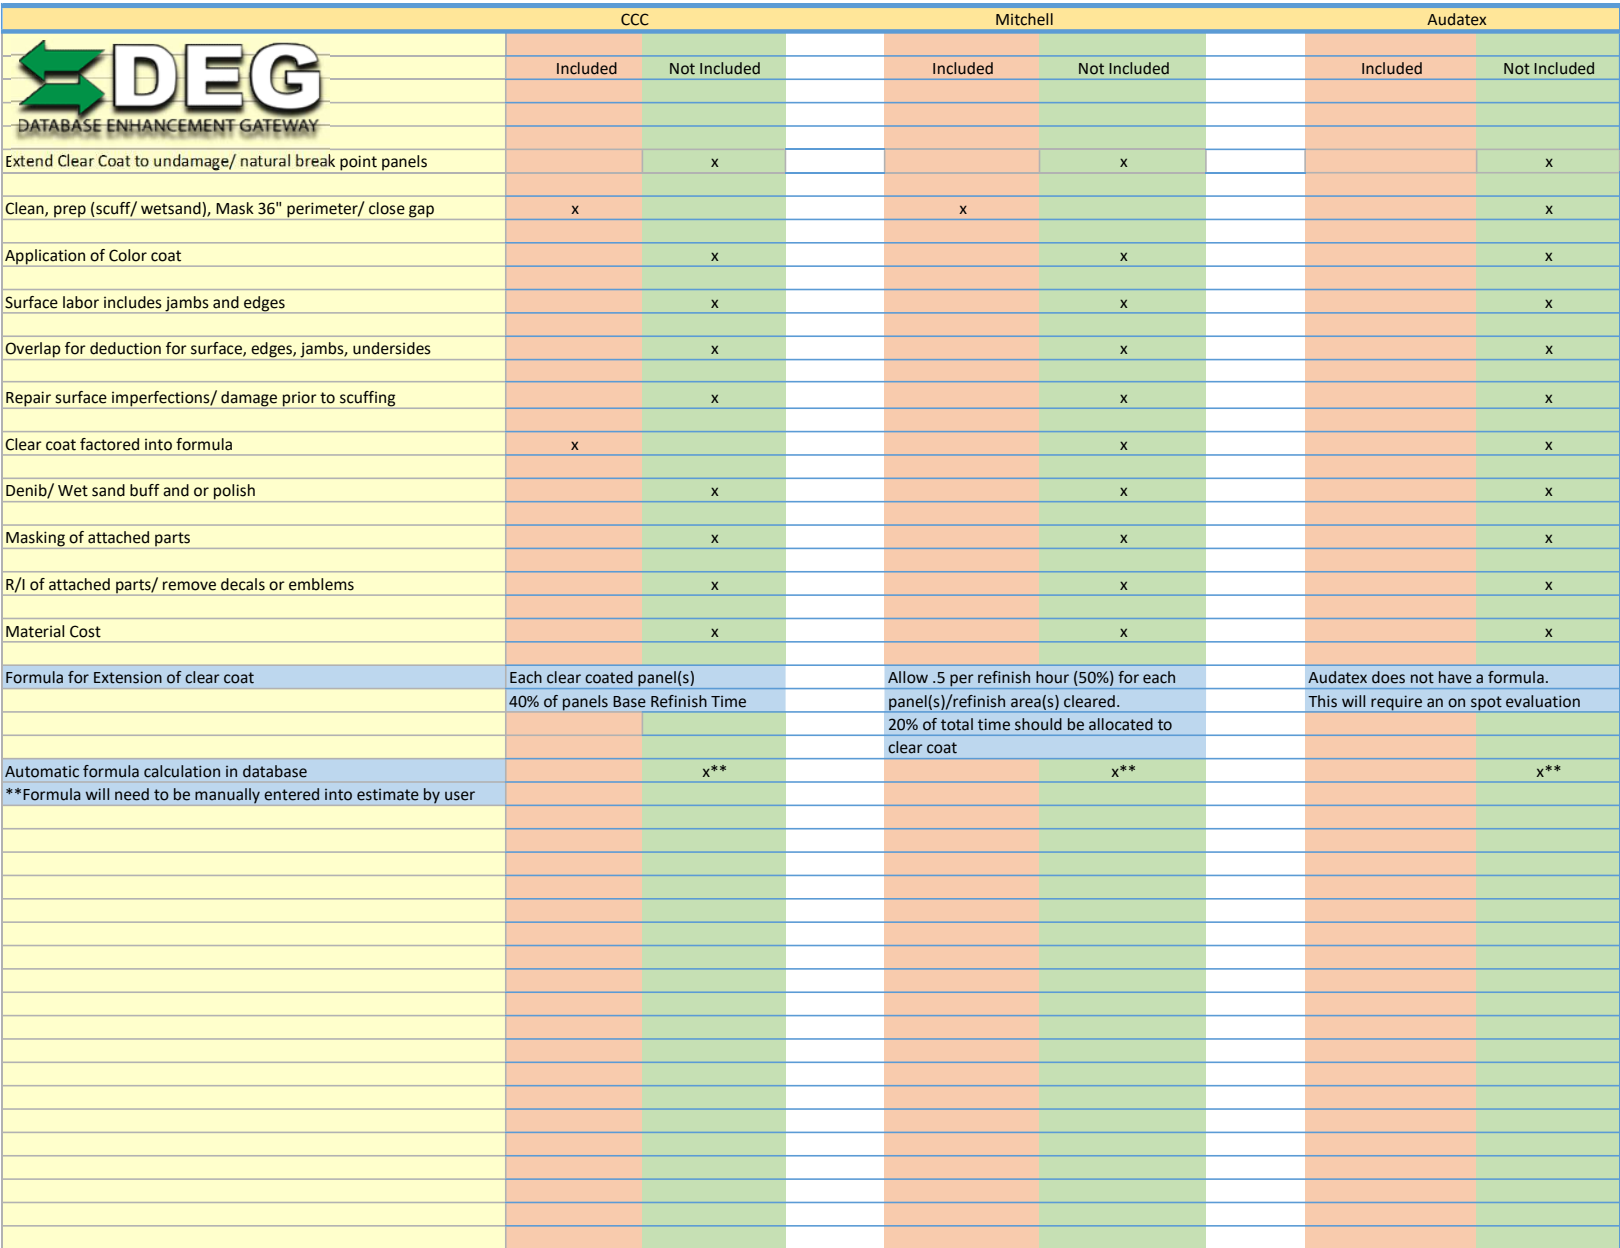 CCC Mitchell Audatex
DEG
DATABASE ENHANCEMENT GATEWAY
Included Not Included Included Not Included Included Not Included
Extend Clear Coat to undamage/ natural break point panels x x x
Clean, prep (scuff/ wetsand), Mask 36" perimeter/ close gap x x x
Application of Color coat x x x
Surface labor includes jambs and edges x x x
Overlap for deduction for surface, edges, jambs, undersides x x x
Repair surface imperfections/ damage prior to scuffing x x x
Clear coat factored into formula x x x
Denib/ Wet sand buff and or polish x x x
Masking of attached parts x x x
R/I of attached parts/ remove decals or emblems x x x
Material Cost x x x
Formula for Extension of clear coat Each clear coated panel(s) Allow .5 per refinish hour (50%) for each Audatex does not have a formula.
40% of panels Base Refinish Time panel(s)/refinish area(s) cleared. This will require an on spot evaluation
20% of total time should be allocated to
clear coat
Automatic formula calculation in database x** x** x**
**Formula will need to be manually entered into estimate by user